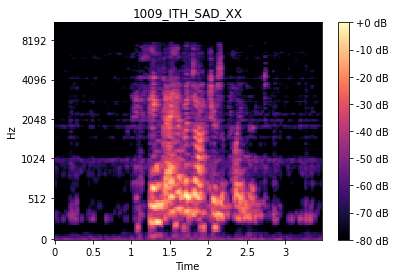 1009_ITH_SAD_XX
+0 dB
8192
-10 dB
4096
-20 dB
-30 dB
2048
Hz
-40 dB
1024
-50 dB
512
-60 dB
-70 dB
0
-80 dB
0 0.5 1 1.5 2 2.5 3
Time